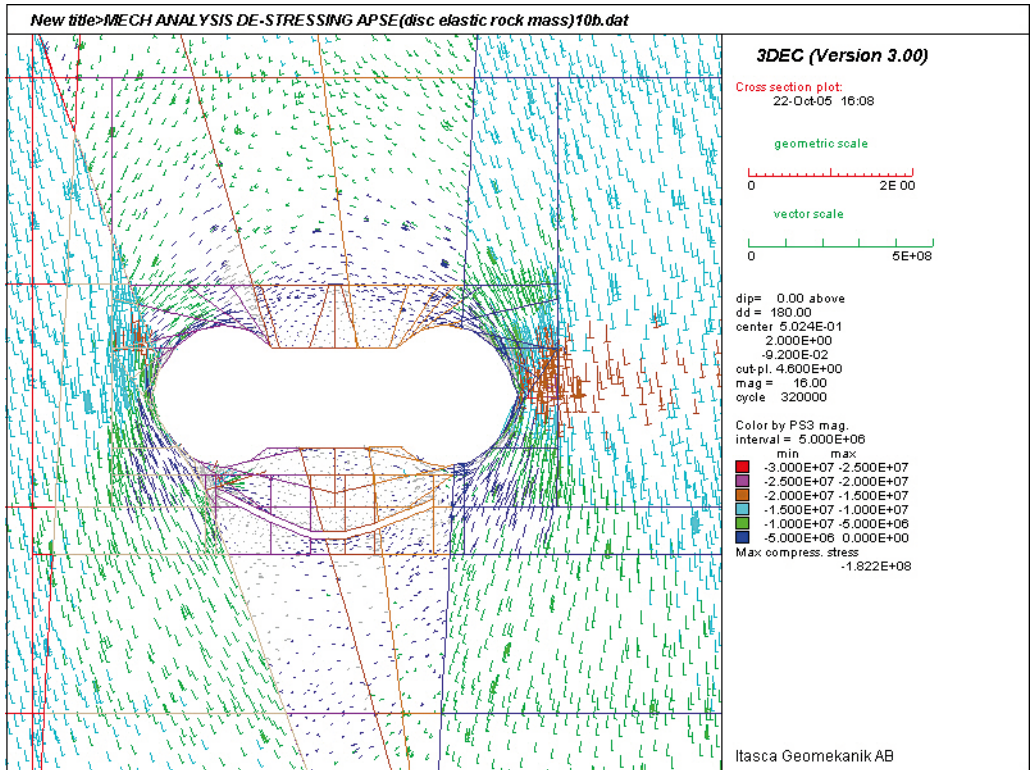 New title>MECH ANALYSIS DE-STRESSING APSE(disc elastic rock mass)10b.dat
3DEC (Version 3.00)
Cross section plot:
22-Oct-05 16:08
geometric scale
0 2E 00
vector scale
0 5E+08
dip= 0.00 above
dd = 180.00
center 5.024E-01
2.000E+00
-9.200E-02
cut-pl. 4.600E+00
mag = 16.00
cycle 320000
Color by PS3 mag.
interval = 5.000E+06
min max
-3.000E+07 -2.500E+07
-2.500E+07 -2.000E+07
-2.000E+07 -1.500E+07
-1.500E+07 -1.000E+07
-1.000E+07 -5.000E+06
-5.000E+06 0.000E+00
Max compress. stress
-1.822E+08
Itasca Geomekanik AB